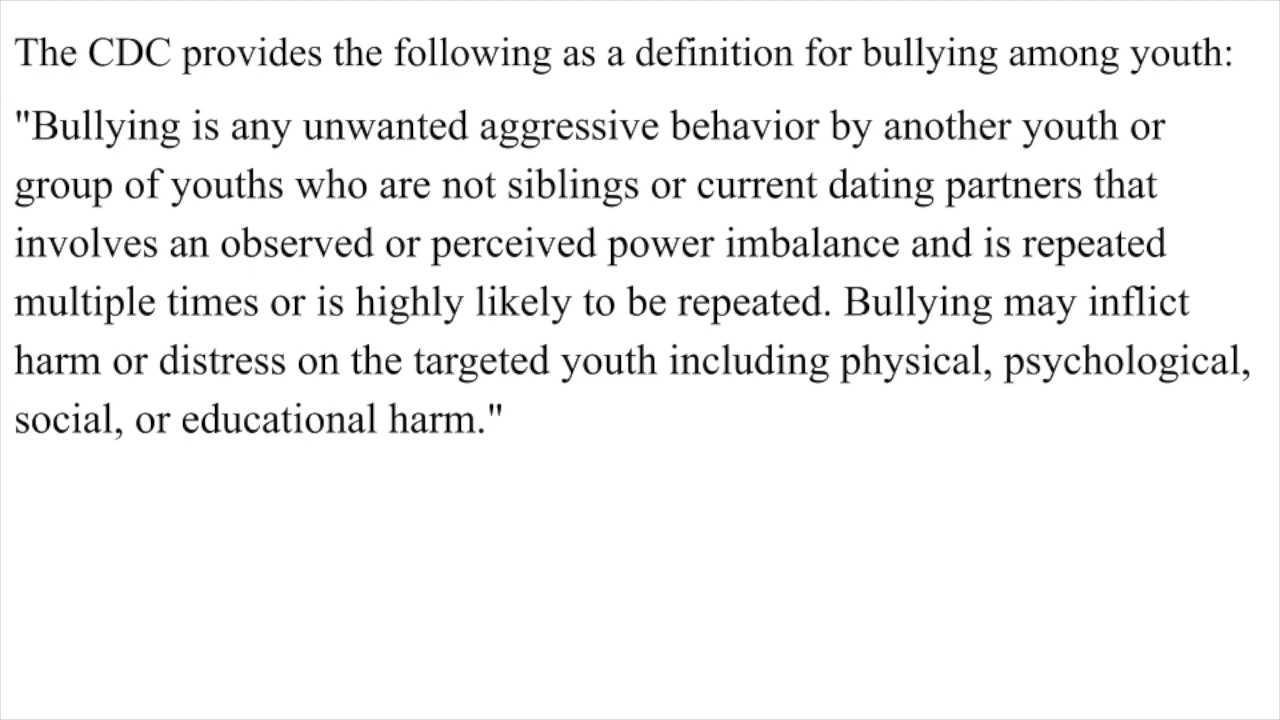 The CDC provides the following as a definition for bullying among youth:
"Bullying is any unwanted aggressive behavior by another youth or
group of youths who are not siblings or current dating partners that
involves an observed or perceived power imbalance and is repeated
multiple times or is highly likely to be repeated. Bullying may inflict
harm or distress on the targeted youth including physical, psychological,
social, or educational harm."